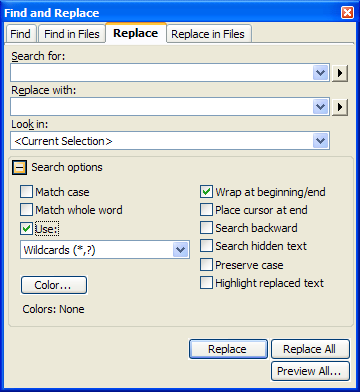 Find and Replace
Find Find in Files Replace Replace in Files
Search for:
Replace with:
Look in:
<Current Selection>
Search options
Match case
Match whole word
Use:
Wildcards (*,?)
Color...
Colors: None
Wrap at beginning/end
Place cursor at end
Search backward
Search hidden text
Preserve case
Highlight replaced text
Replace Replace All
Preview All...